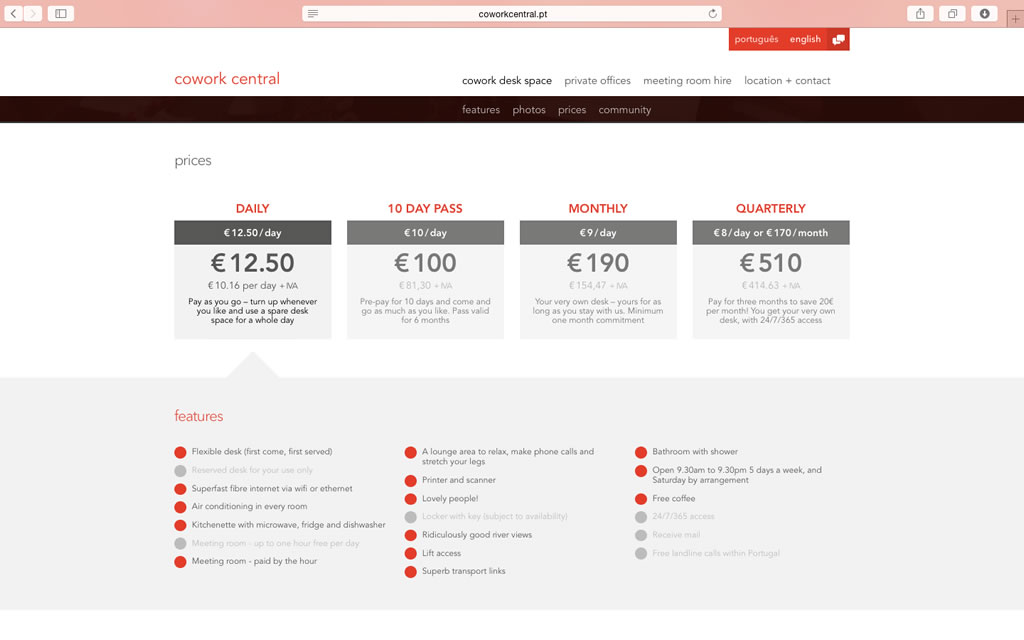 coworkcentral.pt
português english
cowork central
cowork desk space private offices meeting room hire location + contact
features photos prices community
prices
DAILY
€12.50/day
€12.50
€10.16 per day + IVA
Pay as you go – turn up whenever
you like and use a spare desk
space for a whole day
10 DAY PASS
€10/day
€100
€81,30 + IVA
Pre-pay for 10 days and come and
go as much as you like. Pass valid
for 6 months
MONTHLY
€9/day
€190
€154,47 + IVA
Your very own desk – yours for as
long as you stay with us. Minimum
one month commitment
QUARTERLY
€8/day or €170/month
€510
€414.63 + IVA
Pay for three months to save 20€
per month! You get your very own
desk, with 24/7/365 access
features
Flexible desk (first come, first served)
Reserved desk for your use only
Superfast fibre internet via wifi or ethernet
Air conditioning in every room
Kitchenette with microwave, fridge and dishwasher
Meeting room - up to one hour free per day
Meeting room - paid by the hour
A lounge area to relax, make phone calls and
stretch your legs
Printer and scanner
Lovely people!
Locker with key (subject to availability)
Ridiculously good river views
Lift access
Superb transport links
Bathroom with shower
Open 9.30am to 9.30pm 5 days a week, and
Saturday by arrangement
Free coffee
24/7/365 access
Receive mail
Free landline calls within Portugal